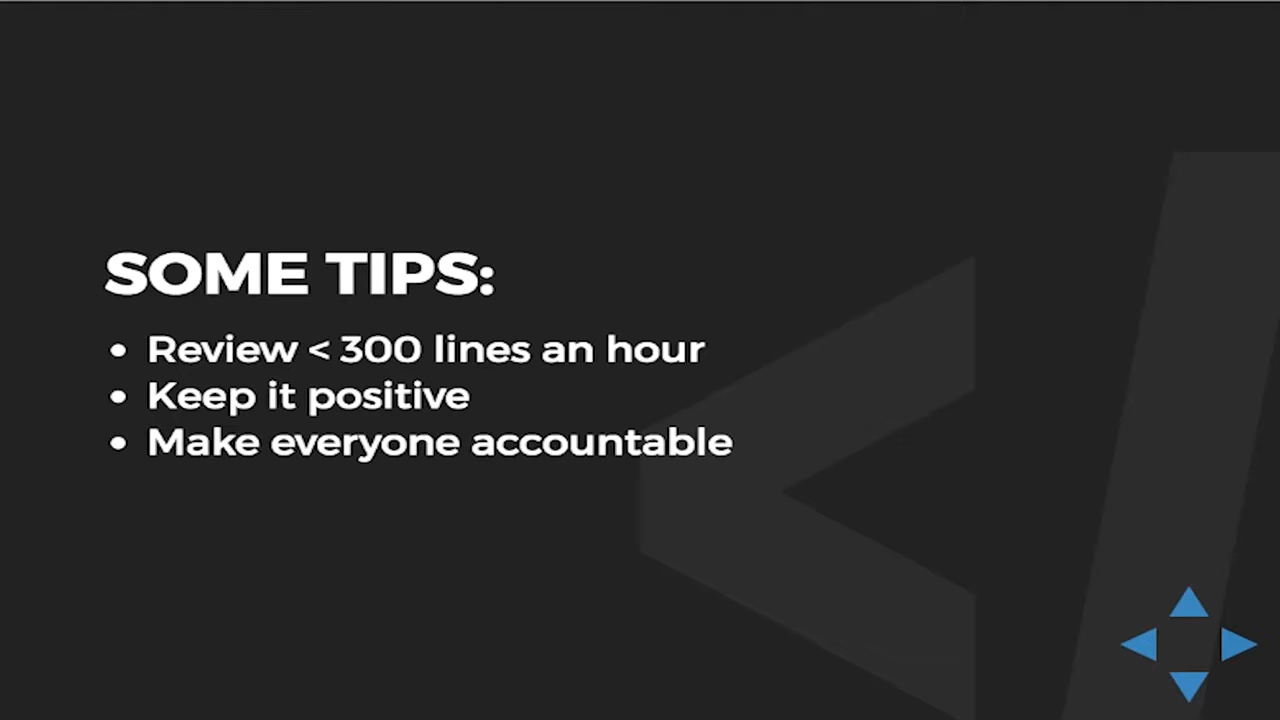 SOME TIPS:
• Review < 300 lines an hour
• Keep it positive
• Make everyone accountable